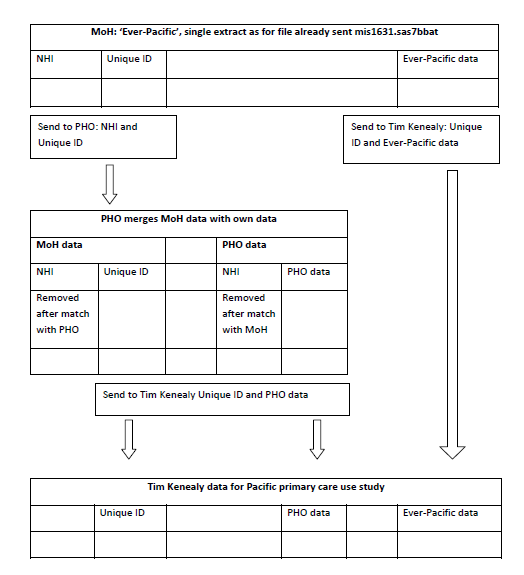 MoH: ‘Ever-Pacific’, single extract as for file already sent mis1631.sas7bbat
NHI
Unique ID
Ever-Pacific data
Send to PHO: NHI and
Unique ID
Send to Tim Kenealy: Unique
ID and Ever-Pacific data
PHO merges MoH data with own data
MoH data
PHO data
NHI
Unique ID
NHI
PHO data
Removed
after match
with PHO
Removed
after match
with MoH
Send to Tim Kenealy Unique ID and PHO data
Tim Kenealy data for Pacific primary care use study
Unique ID
PHO data
Ever-Pacific data